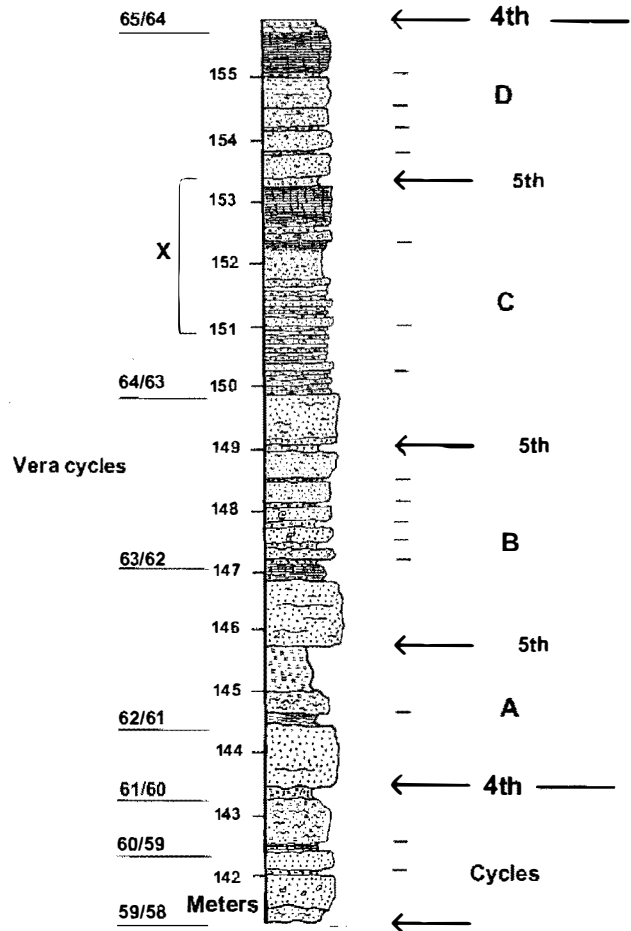 65/64
4th
155
D
154
5th
153
X
152
C
151
64/63
150
149
5th
Vera cycles
148
B
63/62
147
146
5th
145
A
62/61
144
4th
61/60
143
60/59
142
Cycles
Meters
59/58